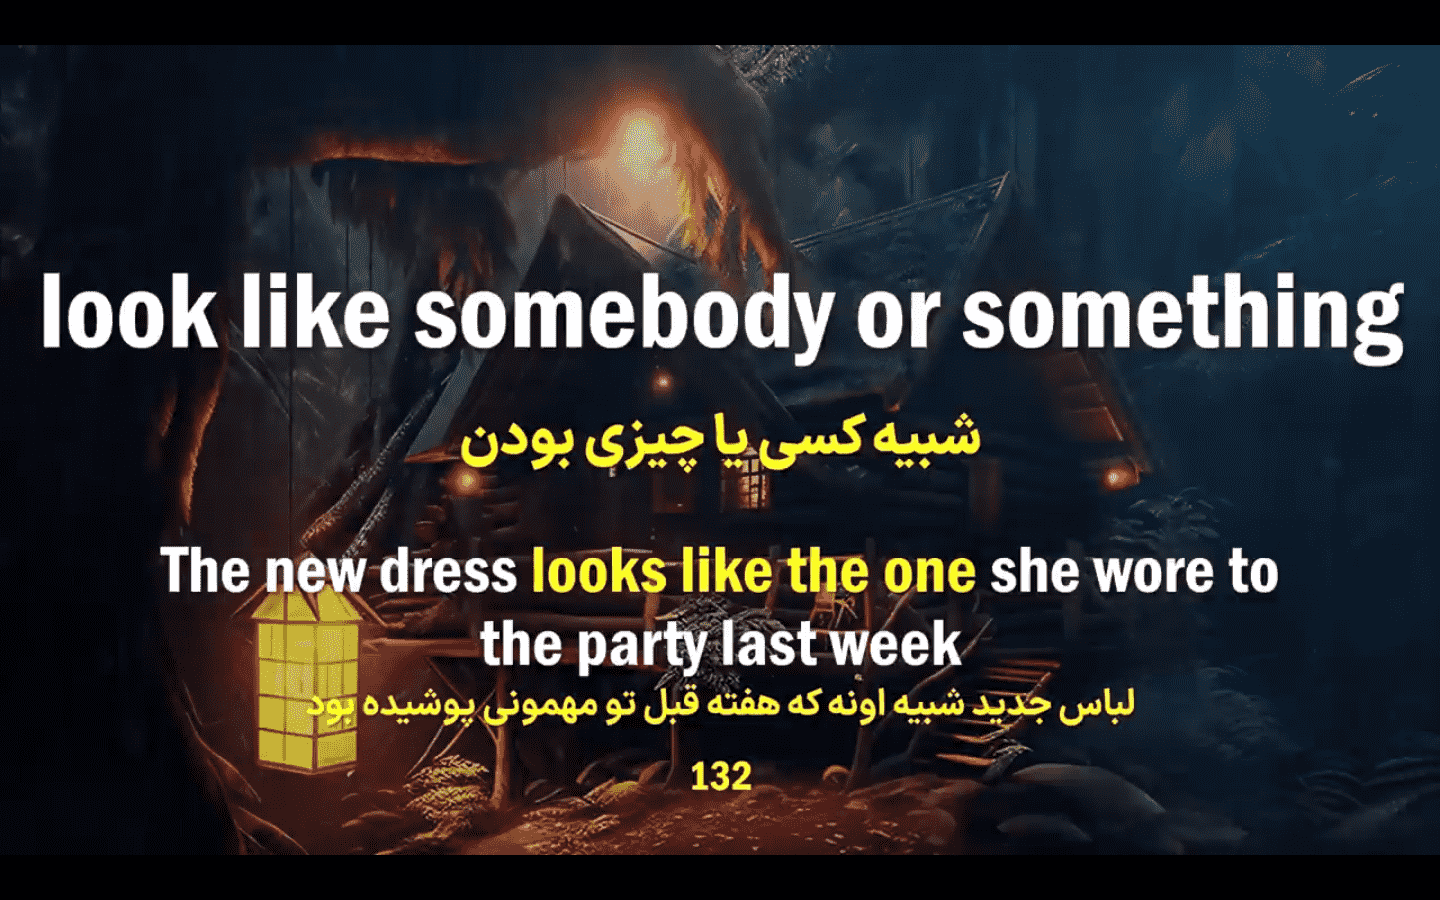 look like somebody or something
شبیه کسی یا چیزی بودن
The new dress looks like the one she wore to
the party last week
لباس جدید شبیه اونه که هفته قبل تو مهمونی پوشیده بود
132